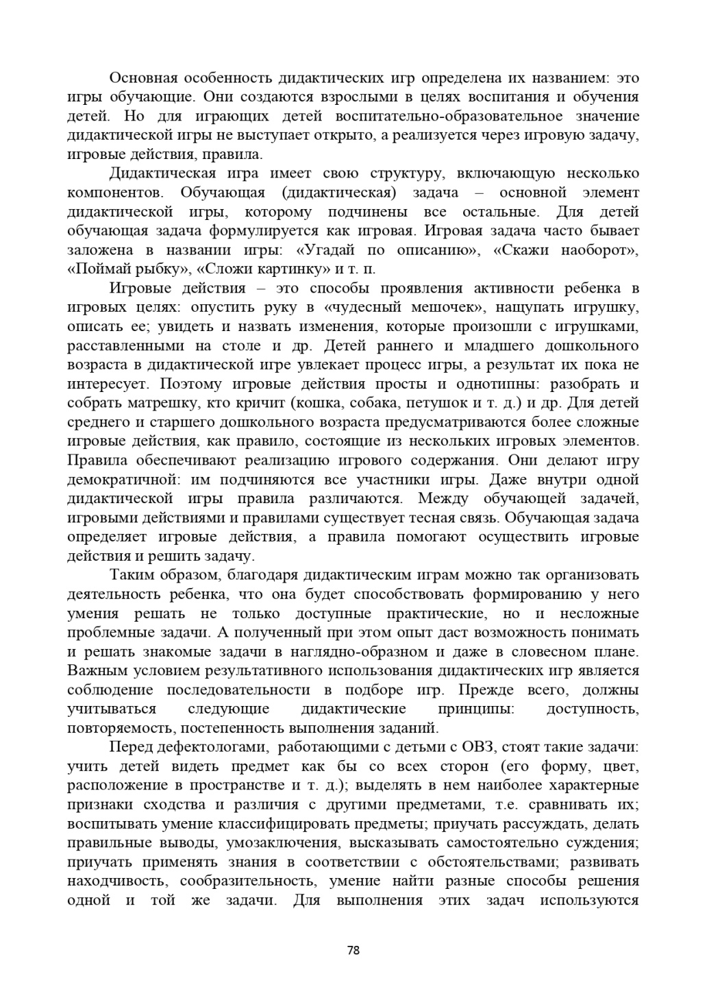 Основная особенность дидактических игр определена их названием: это
игры обучающие. Они создаются взрослыми в целях воспитания и обучения
детей. Но для играющих детей воспитательно-образовательное значение
дидактической игры не выступает открыто, а реализуется через игровую задачу,
игровые действия, правила.
Дидактическая игра имеет свою структуру, включающую несколько
компонентов. Обучающая (дидактическая) задача – основной элемент
дидактической игры, которому подчинены все остальные. Для детей
обучающая задача формулируется как игровая. Игровая задача часто бывает
заложена в названии игры: «Угадай по описанию», «Скажи наоборот»,
«Поймай рыбку», «Сложи картинку» и т. п.
Игровые действия – это способы проявления активности ребенка в
игровых целях: опустить руку в «чудесный мешочек», нащупать игрушку,
описать ее; увидеть и назвать изменения, которые произошли с игрушками,
расставленными на столе и др. Детей раннего и младшего дошкольного
возраста в дидактической игре увлекает процесс игры, а результат их пока не
интересует. Поэтому игровые действия просты и однотипны: разобрать и
собрать матрешку, кто кричит (кошка, собака, петушок и т. д.) и др. Для детей
среднего и старшего дошкольного возраста предусматриваются более сложные
игровые действия, как правило, состоящие из нескольких игровых элементов.
Правила обеспечивают реализацию игрового содержания. Они делают игру
демократичной: им подчиняются все участники игры. Даже внутри одной
дидактической игры правила различаются. Между обучающей задачей,
игровыми действиями и правилами существует тесная связь. Обучающая задача
определяет игровые действия, а правила помогают осуществить игровые
действия и решить задачу.
Таким образом, благодаря дидактическим играм можно так организовать
деятельность ребенка, что она будет способствовать формированию у него
умения решать не только доступные практические, но и несложные
проблемные задачи. А полученный при этом опыт даст возможность понимать
и решать знакомые задачи в наглядно-образном и даже в словесном плане.
Важным условием результативного использования дидактических игр является
соблюдение последовательности в подборе игр. Прежде всего, должны
учитываться следующие дидактические принципы: доступность,
повторяемость, постепенность выполнения заданий.
Перед дефектологами, работающими с детьми с ОВЗ, стоят такие задачи:
учить детей видеть предмет как бы со всех сторон (его форму, цвет,
расположение в пространстве и т. д.); выделять в нем наиболее характерные
признаки сходства и различия с другими предметами, т.е. сравнивать их;
воспитывать умение классифицировать предметы; приучать рассуждать, делать
правильные выводы, умозаключения, высказывать самостоятельно суждения;
приучать применять знания в соответствии с обстоятельствами; развивать
находчивость, сообразительность, умение найти разные способы решения
одной и той же задачи. Для выполнения этих задач используются
78